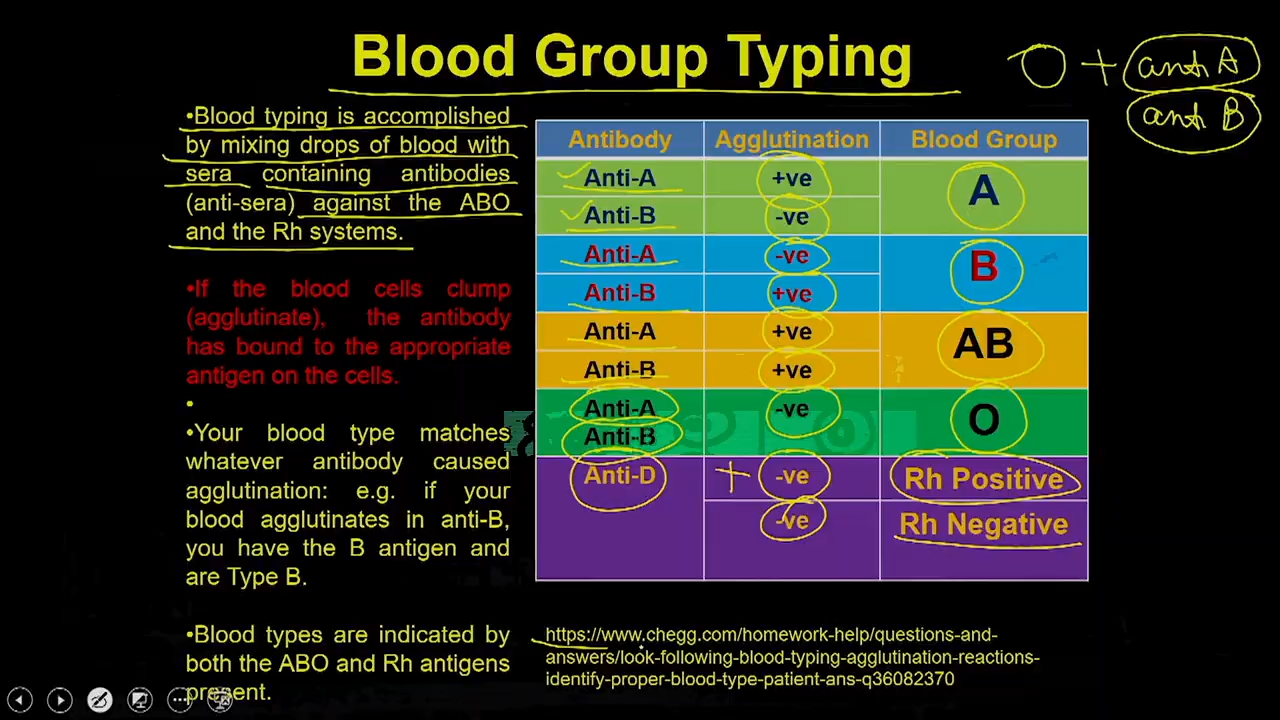 Blood Group Typing
O + anti A
anti B
•Blood typing is accomplished
by mixing drops of blood with
sera containing antibodies
(anti-sera) against the ABO
and the Rh systems.
•If the blood cells clump
(agglutinate), the antibody
has bound to the appropriate
antigen on the cells.
•
•Your blood type matches
whatever antibody caused
agglutination: e.g. if your
blood agglutinates in anti-B,
you have the B antigen and
are Type B.
•Blood types are indicated by
both the ABO and Rh antigens
present.
Antibody Agglutination Blood Group
Anti-A +ve A
Anti-B -ve
Anti-A -ve B
Anti-B +ve
Anti-A +ve AB
Anti-B +ve
Anti-A -ve O
Anti-B
Anti-D + -ve Rh Positive
-ve Rh Negative
https://www.chegg.com/homework-help/questions-and-
answers/look-following-blood-typing-agglutination-reactions-
identify-proper-blood-type-patient-ans-q36082370